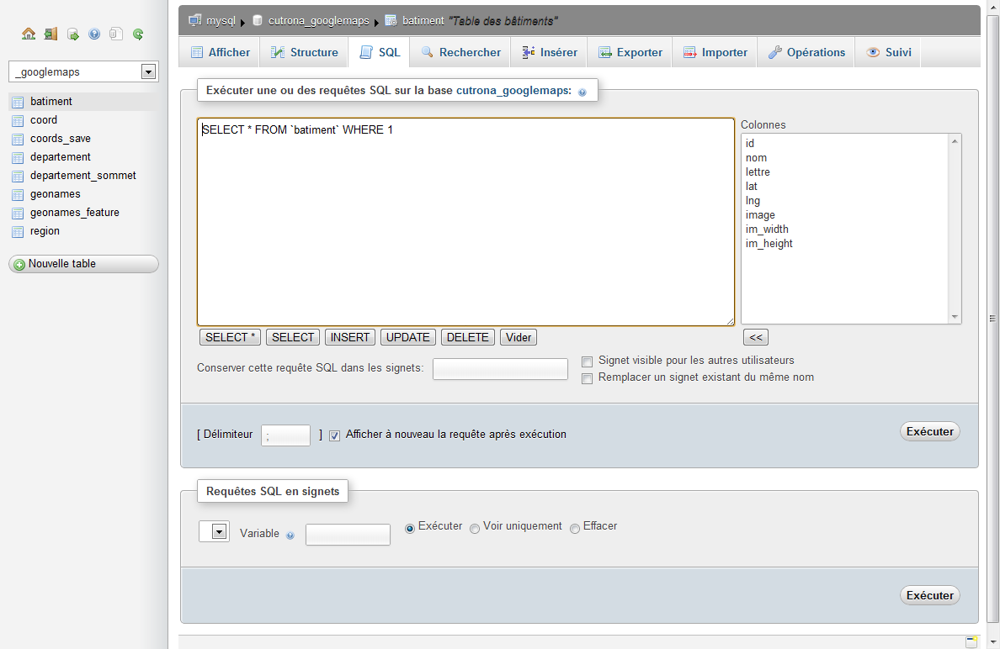 _googlemaps
batiment
coord
coords_save
departement
departement_sommet
geonames
geonames_feature
region
Nouvelle table
mysql cutrona_googlemaps batiment "Table des bâtiments"
Afficher Structure SQL Rechercher Insérer Exporter Importer Opérations Suivi
Exécuter une ou des requêtes SQL sur la base cutrona_googlemaps:
SELECT * FROM `batiment` WHERE 1
Colonnes
id
nom
lettre
lat
lng
image
im_width
im_height
SELECT * SELECT INSERT UPDATE DELETE Vider <<
Conserver cette requête SQL dans les signets:
Signet visible pour les autres utilisateurs
Remplacer un signet existant du même nom
[ Délimiteur ; ] Afficher à nouveau la requête après exécution
Exécuter
Requêtes SQL en signets
Variable Exécuter Voir uniquement Effacer
Exécuter